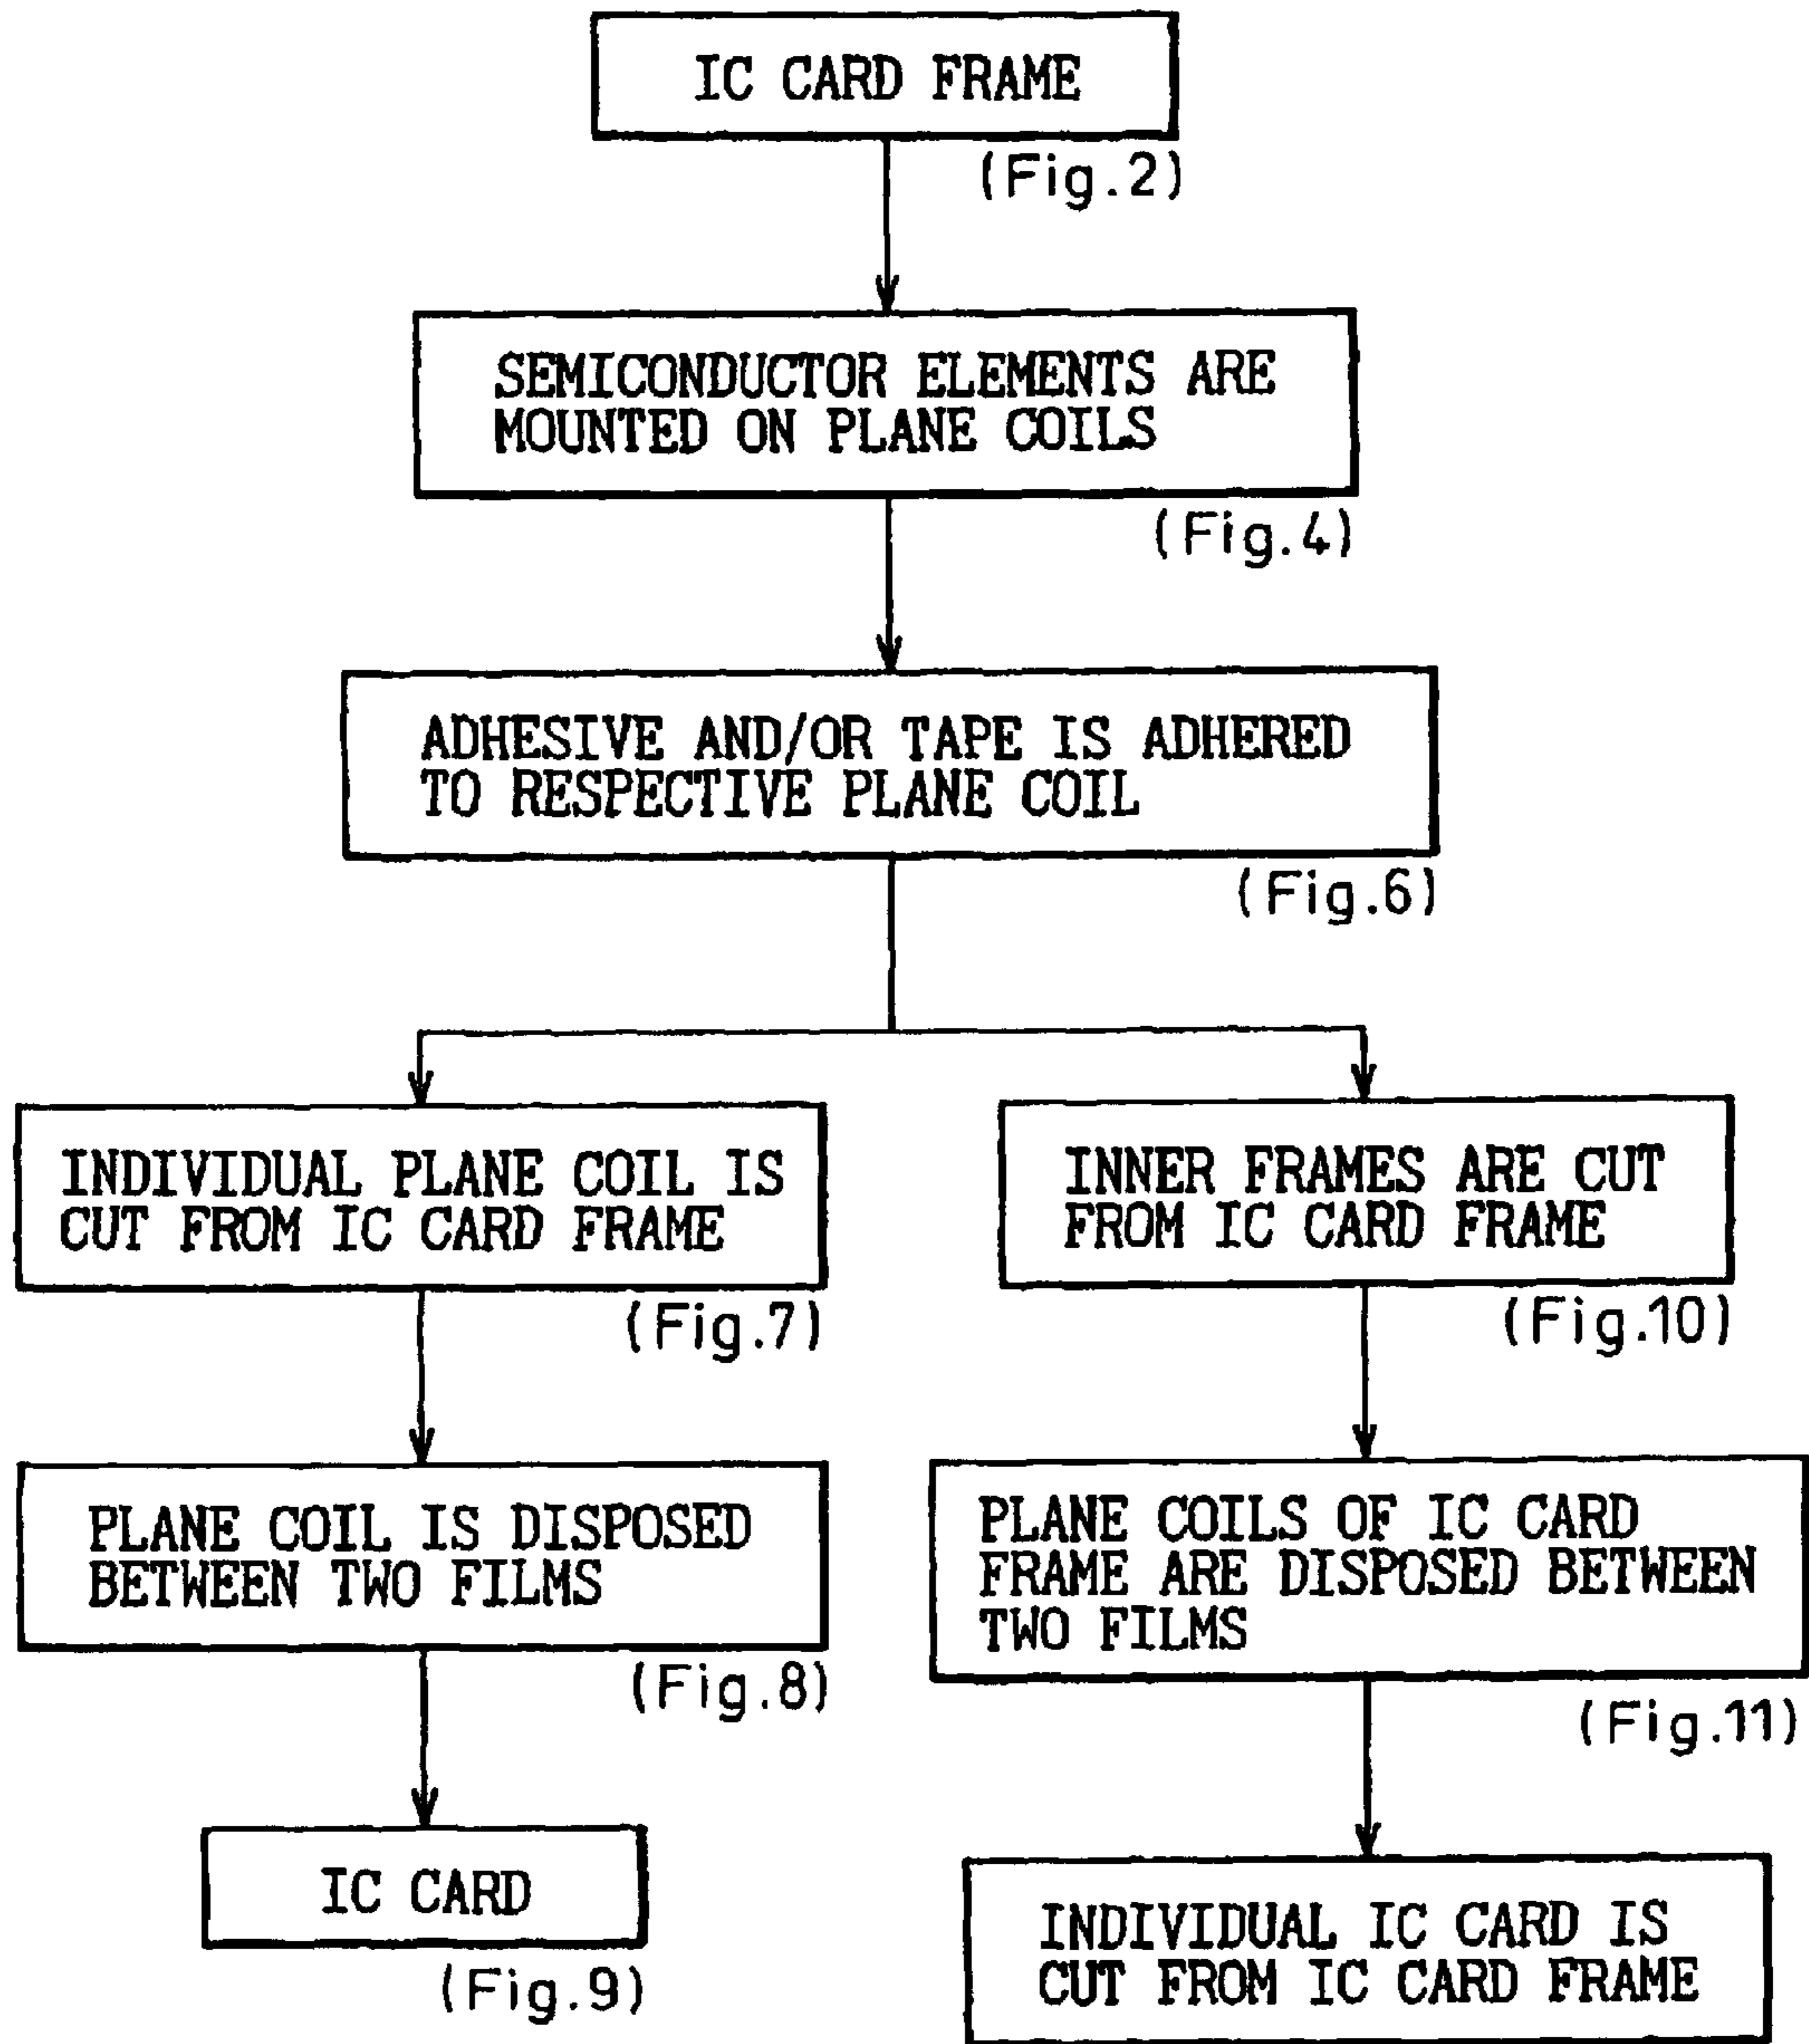 IC CARD FRAME
(Fig.2)
SEMICONDUCTOR ELEMENTS ARE
MOUNTED ON PLANE COILS
(Fig.4)
ADHESIVE AND/OR TAPE IS ADHERED
TO RESPECTIVE PLANE COIL
(Fig.6)
INDIVIDUAL PLANE COIL IS
CUT FROM IC CARD FRAME
(Fig.7)
PLANE COIL IS DISPOSED
BETWEEN TWO FILMS
(Fig.8)
IC CARD
(Fig.9)
INNER FRAMES ARE CUT
FROM IC CARD FRAME
(Fig.10)
PLANE COILS OF IC CARD
FRAME ARE DISPOSED BETWEEN
TWO FILMS
(Fig.11)
INDIVIDUAL IC CARD IS
CUT FROM IC CARD FRAME